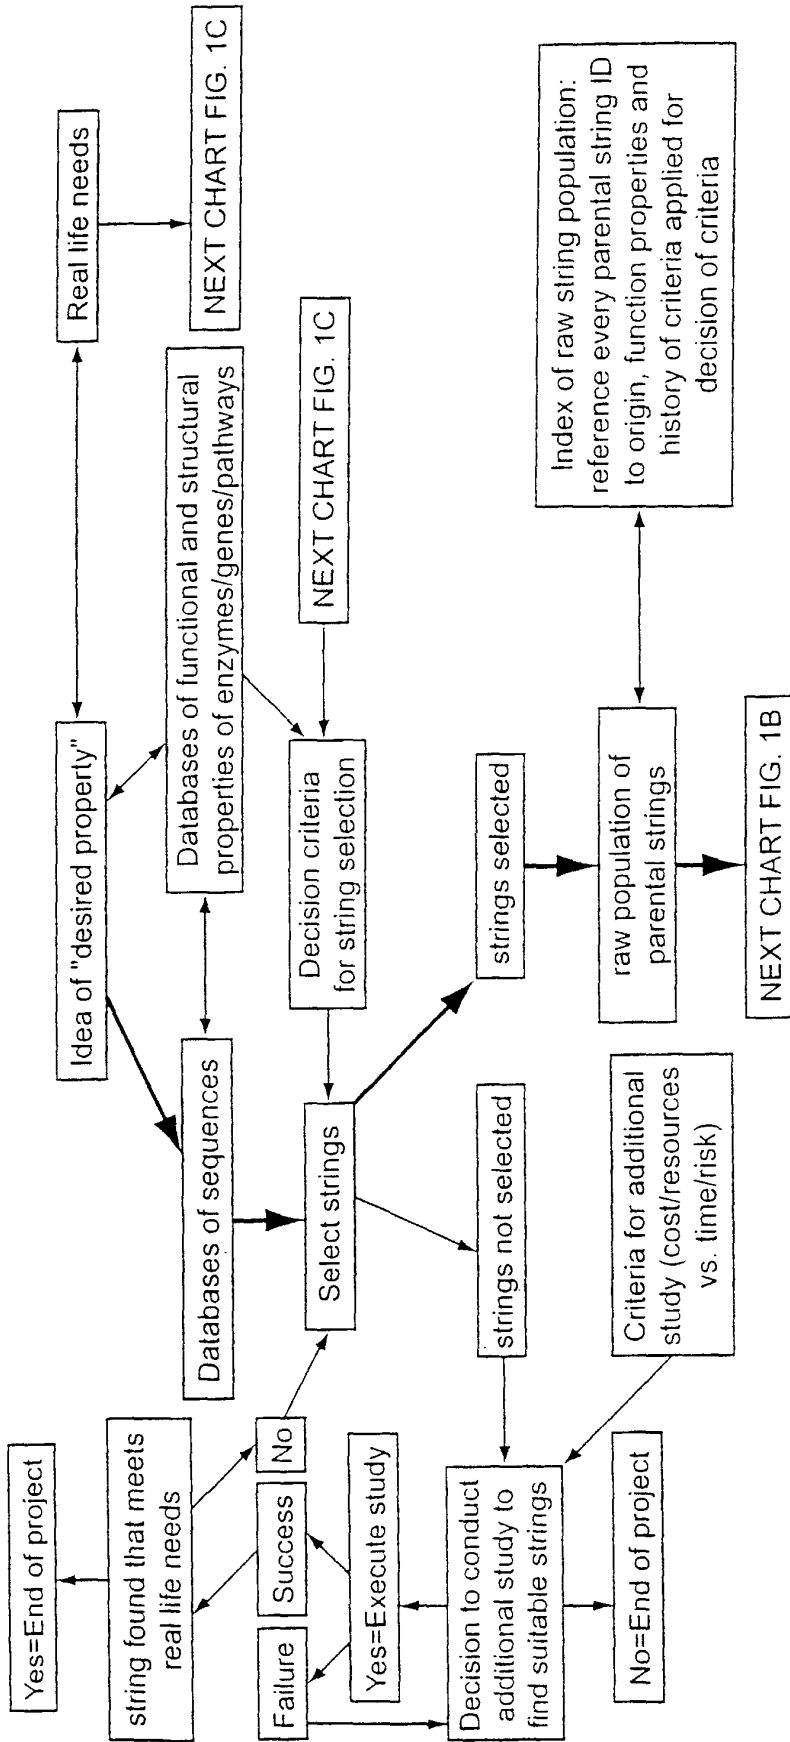 Yes=End of project
string found that meets
real life needs
Failure
Success
No
Yes=Execute study
Decision to conduct
additional study to
find suitable strings
No=End of project
Idea of "desired property"
Real life needs
NEXT CHART FIG. 1C
Databases of sequences
Databases of functional and structural
properties of enzymes/genes/pathways
Select strings
Decision criteria
for string selection
NEXT CHART FIG. 1C
strings not selected
strings selected
Criteria for additional
study (cost/resources
vs. time/risk)
raw population of
parental strings
NEXT CHART FIG. 1B
Index of raw string population:
reference every parental string ID
to origin, function properties and
history of criteria applied for
decision of criteria